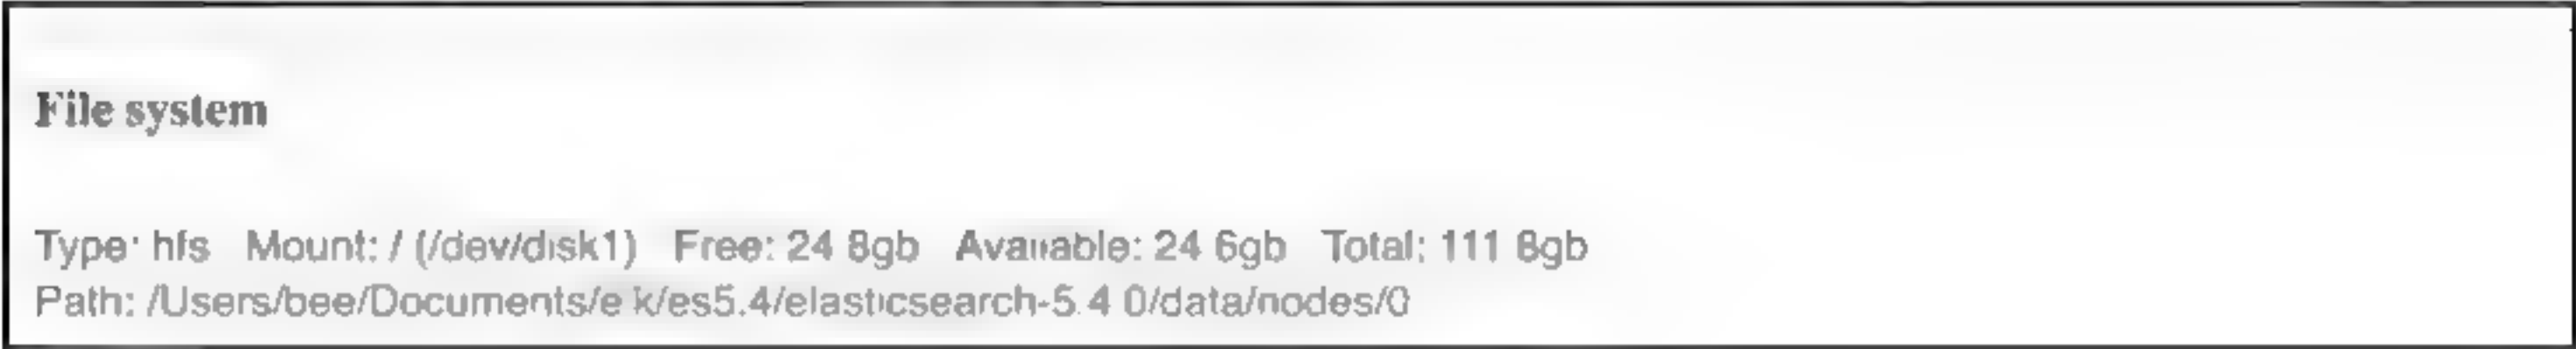 File system
Type: hfs Mount: / (/dev/disk1) Free: 24.8gb Available: 24.6gb Total: 111.8gb
Path: /Users/bee/Documents/elk/es5.4/elasticsearch-5.4.0/data/nodes/0